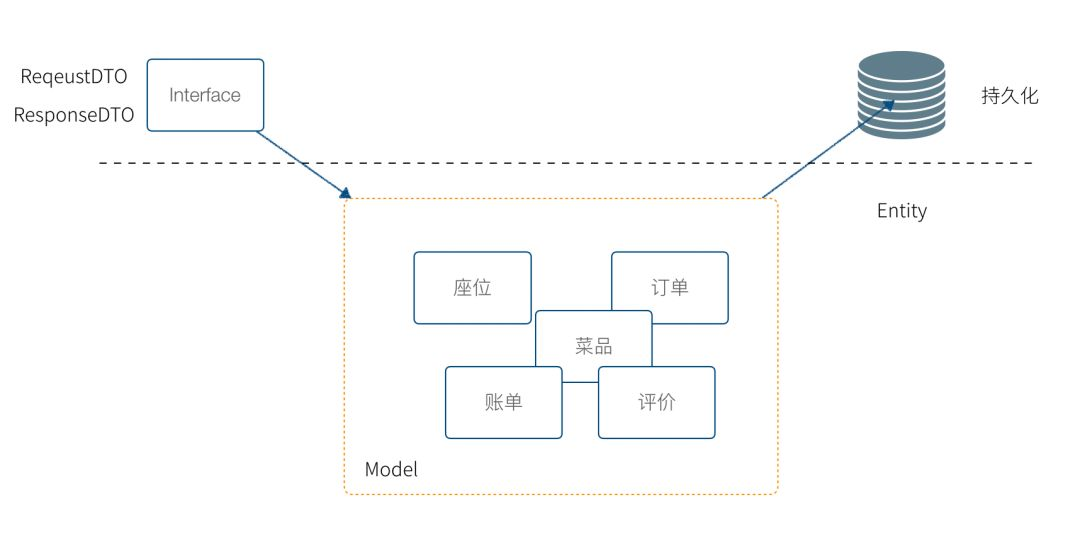 ReqeustDTO
Interface
ResponseDTO
持久化
Entity
座位
订单
菜品
账单
评价
Model